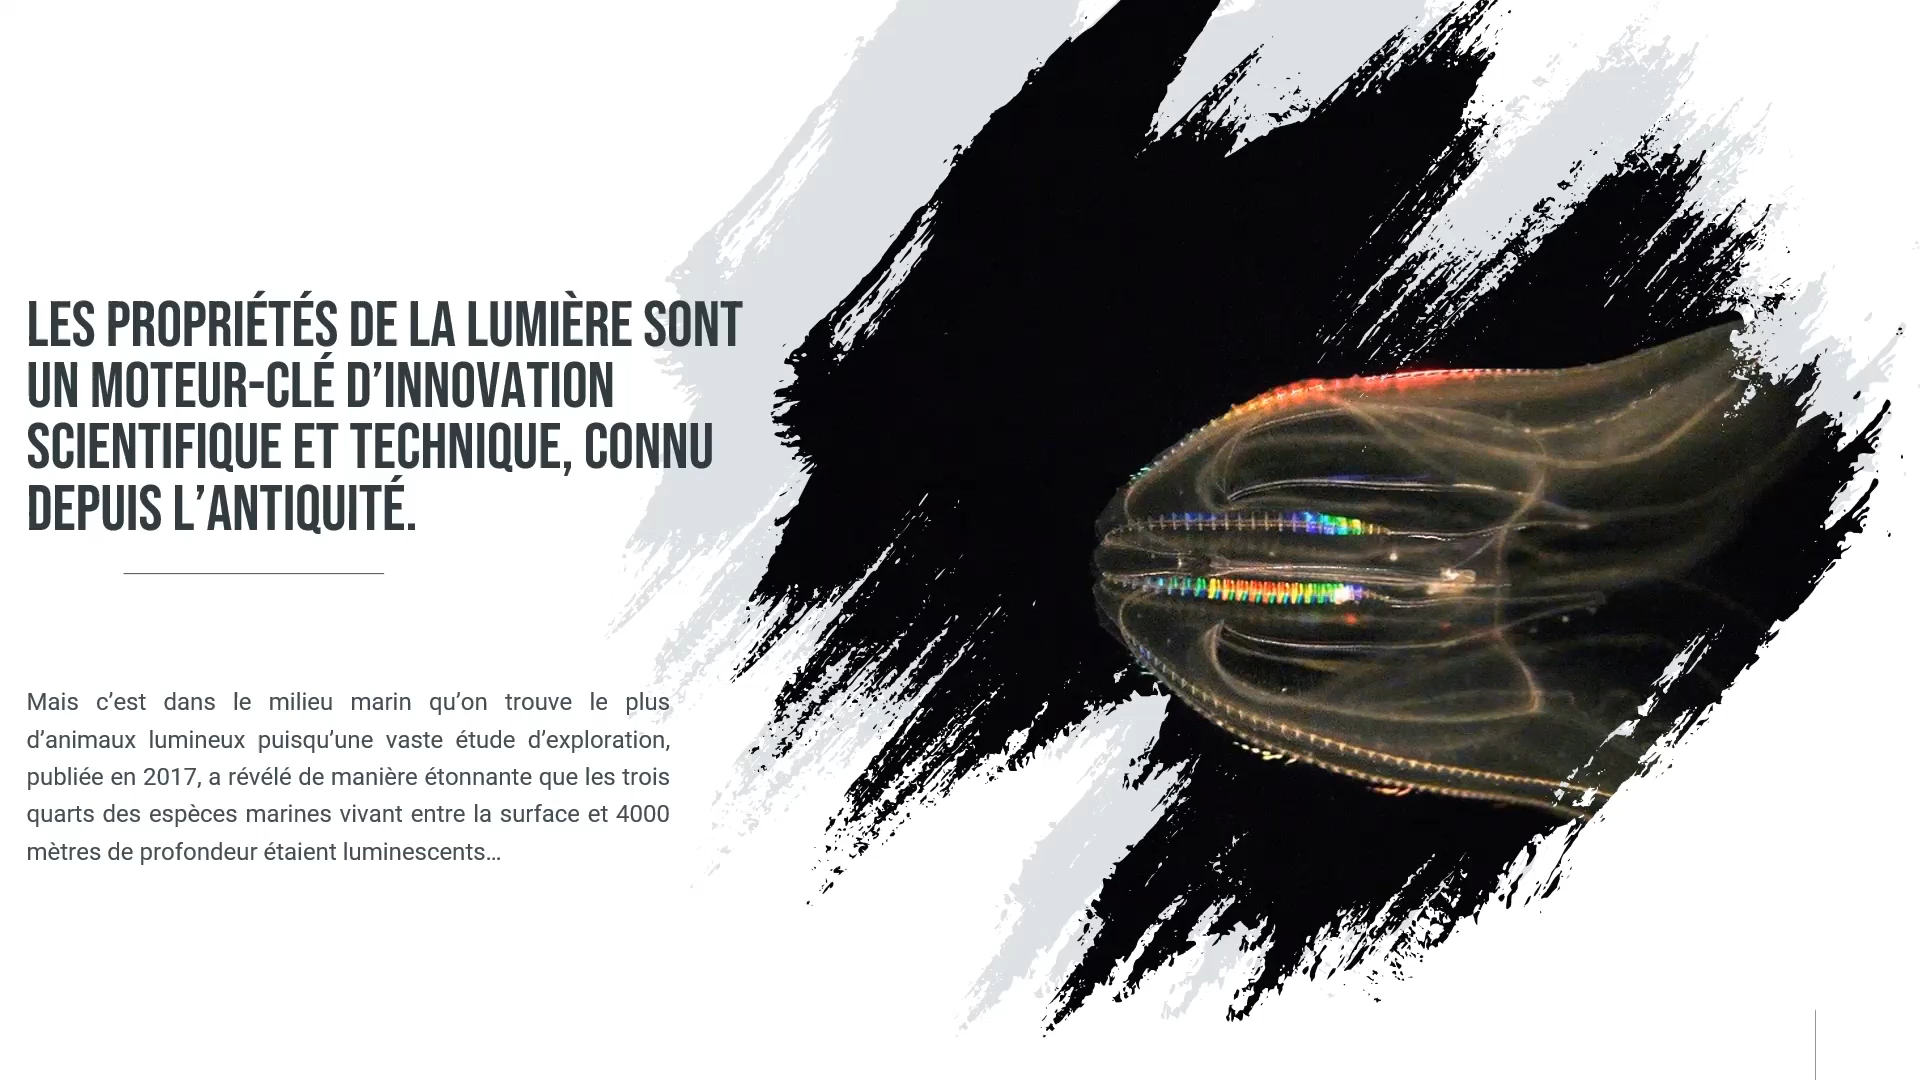 LES PROPRIÉTÉS DE LA LUMIÈRE SONT
UN MOTEUR-CLÉ D’INNOVATION
SCIENTIFIQUE ET TECHNIQUE, CONNU
DEPUIS L’ANTIQUITÉ.
Mais c’est dans le milieu marin qu’on trouve le plus
d’animaux lumineux puisqu’une vaste étude d’exploration,
publiée en 2017, a révélé de manière étonnante que les trois
quarts des espèces marines vivant entre la surface et 4000
mètres de profondeur étaient luminescents…